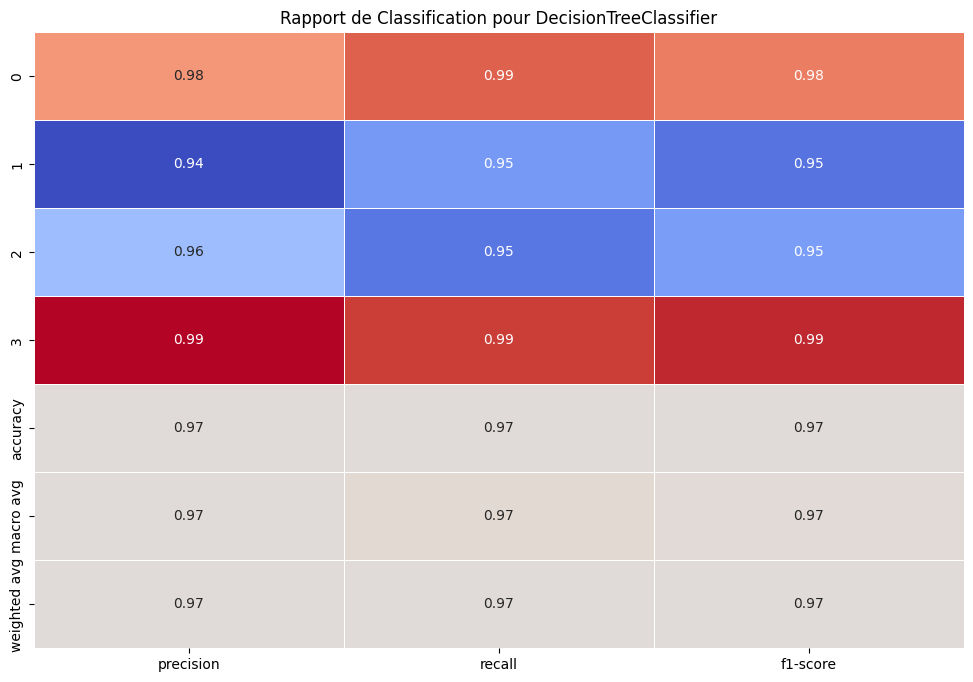 Rapport de Classification pour DecisionTreeClassifier
0 0.98 0.99 0.98
1 0.94 0.95 0.95
2 0.96 0.95 0.95
3 0.99 0.99 0.99
accuracy 0.97 0.97 0.97
macro avg 0.97 0.97 0.97
weighted avg 0.97 0.97 0.97
precision recall f1-score